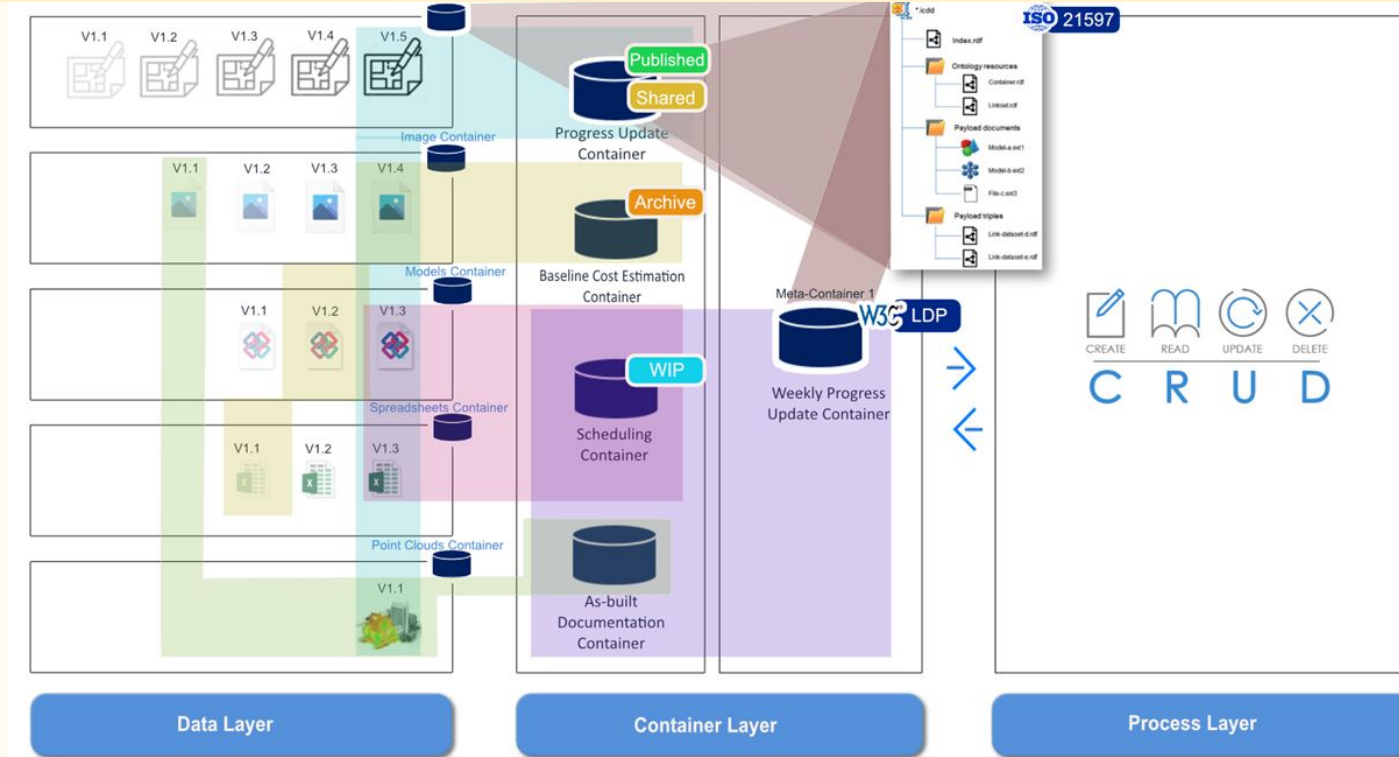 V1.1
V1.2
V1.3
V1.4
V1.5
Image Container
V1.1
V1.2
V1.3
V1.4
Models Container
V1.1
V1.2
V1.3
Spreadsheets Container
V1.1
V1.2
V1.3
Point Clouds Container
V1.1
Published
Shared
Progress Update
Container
Archive
Baseline Cost Estimation
Container
WIP
Scheduling
Container
As-built
Documentation
Container
Meta-Container 1
W3C LDP
Weekly Progress
Update Container
*.icdd
Index.rdf
Ontology resources
Container.rdf
Linkset.rdf
Payload documents
Model-a.ext1
Model-b.ext2
File-c.ext3
Payload triples
Link-dataset-d.rdf
Link-dataset-e.rdf
ISO 21597
CREATE
READ
UPDATE
DELETE
C R U D
Data Layer
Container Layer
Process Layer